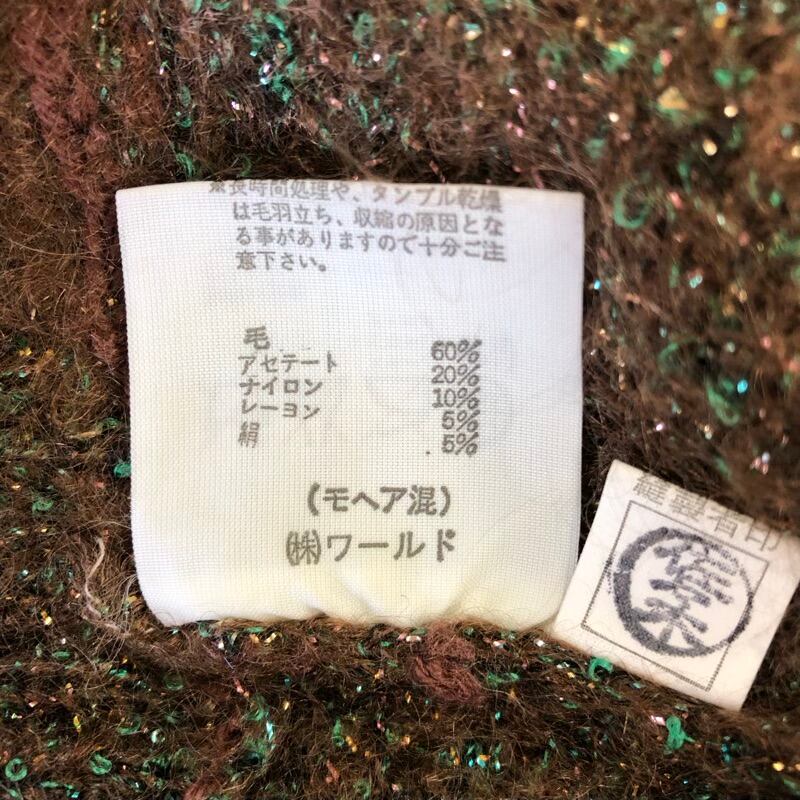 ※長時間処理や、タンブル乾燥
は毛羽立ち、収縮の原因とな
る事がありますので十分ご注
意下さい。
毛 60%
アセテート 20%
ナイロン 10%
レーヨン 5%
絹 5%
(モヘア混)
㈱ワールド
縫製者印
佐々木